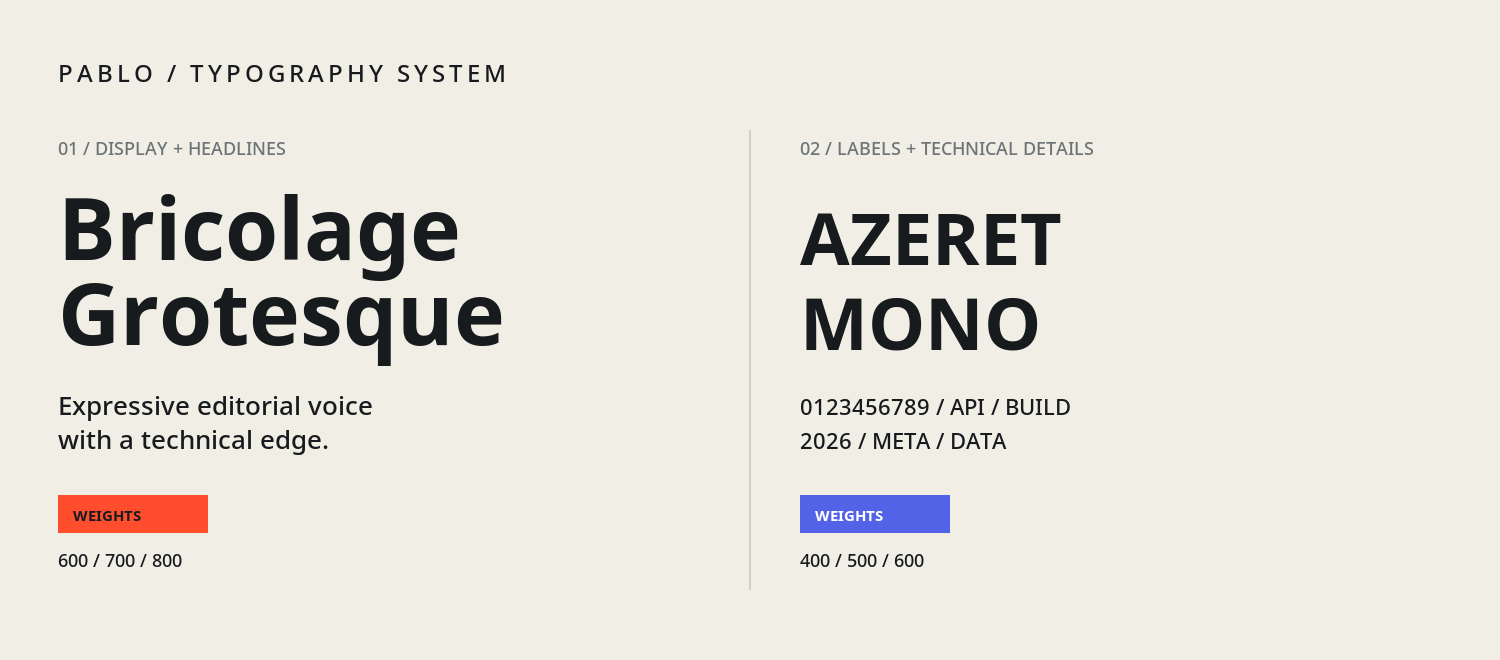 PABLO / TYPOGRAPHY SYSTEM
01 / DISPLAY + HEADLINES
Bricolage
Grotesque
Expressive editorial voice
with a technical edge.
WEIGHTS
600 / 700 / 800
02 / LABELS + TECHNICAL DETAILS
AZERET
MONO
0123456789 / API / BUILD
2026 / META / DATA
WEIGHTS
400 / 500 / 600